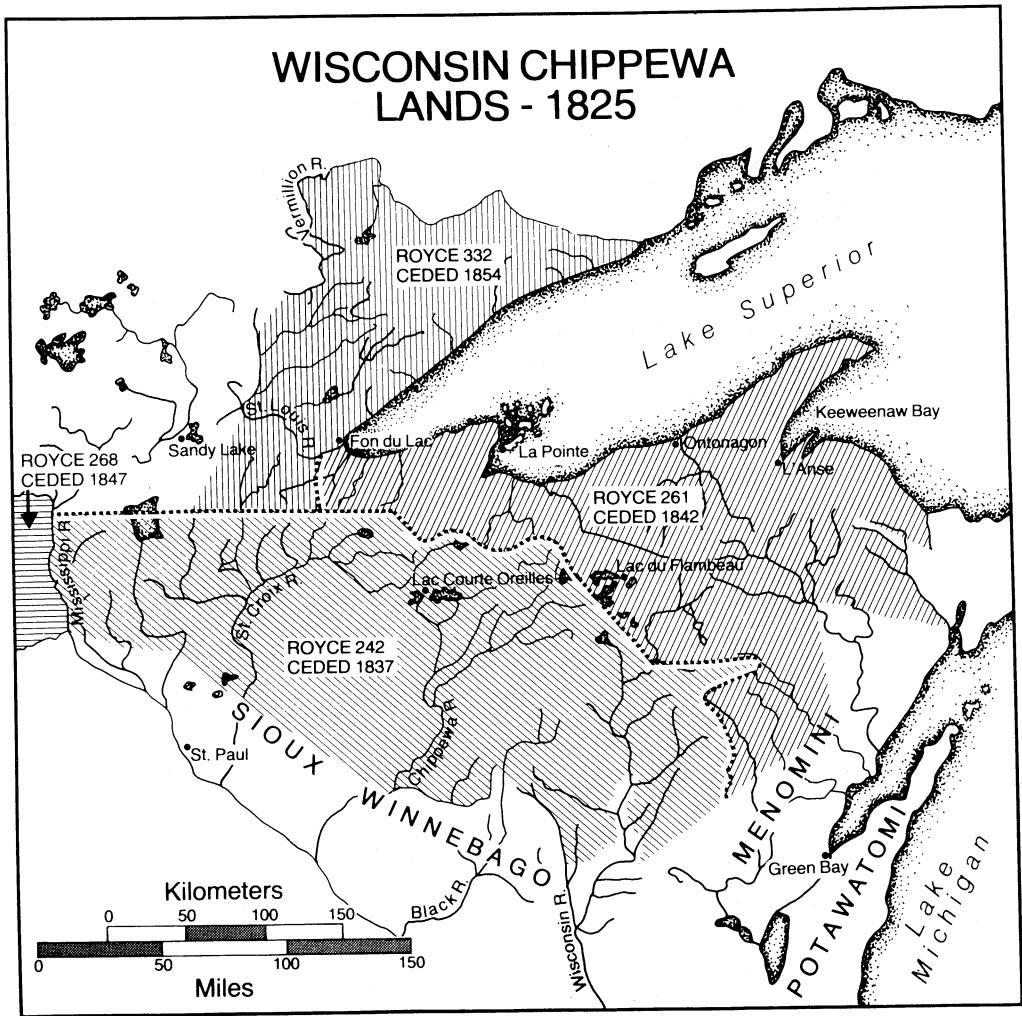 WISCONSIN CHIPPEWA
LANDS - 1825
Vermillion R.
ROYCE 332
CEDED 1854
Lake Superior
St. Louis R.
Keeweenaw Bay
Sandy Lake
Fon du Lac
La Pointe
Ontonagon
ROYCE 268
CEDED 1847
L'Anse
ROYCE 261
CEDED 1842
Mississippi R.
Lac Courte Oreilles
Lac du Flambeau
St. Croix R.
ROYCE 242
CEDED 1837
SIOUX
St. Paul
Chippewa R.
WINNEBAGO
MENOMINI
POTAWATOMI
Green Bay
Lake
Michigan
Black R.
Wisconsin R.
Kilometers
0 50 100 150
0 50 100 150
Miles